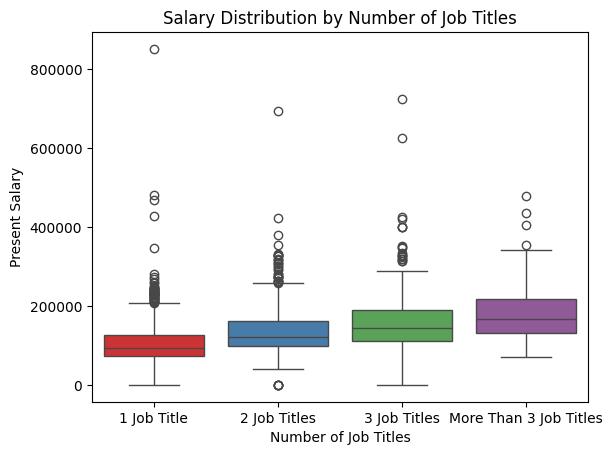 Salary Distribution by Number of Job Titles
Present Salary
800000
600000
400000
200000
0
1 Job Title
2 Job Titles
3 Job Titles
More Than 3 Job Titles
Number of Job Titles